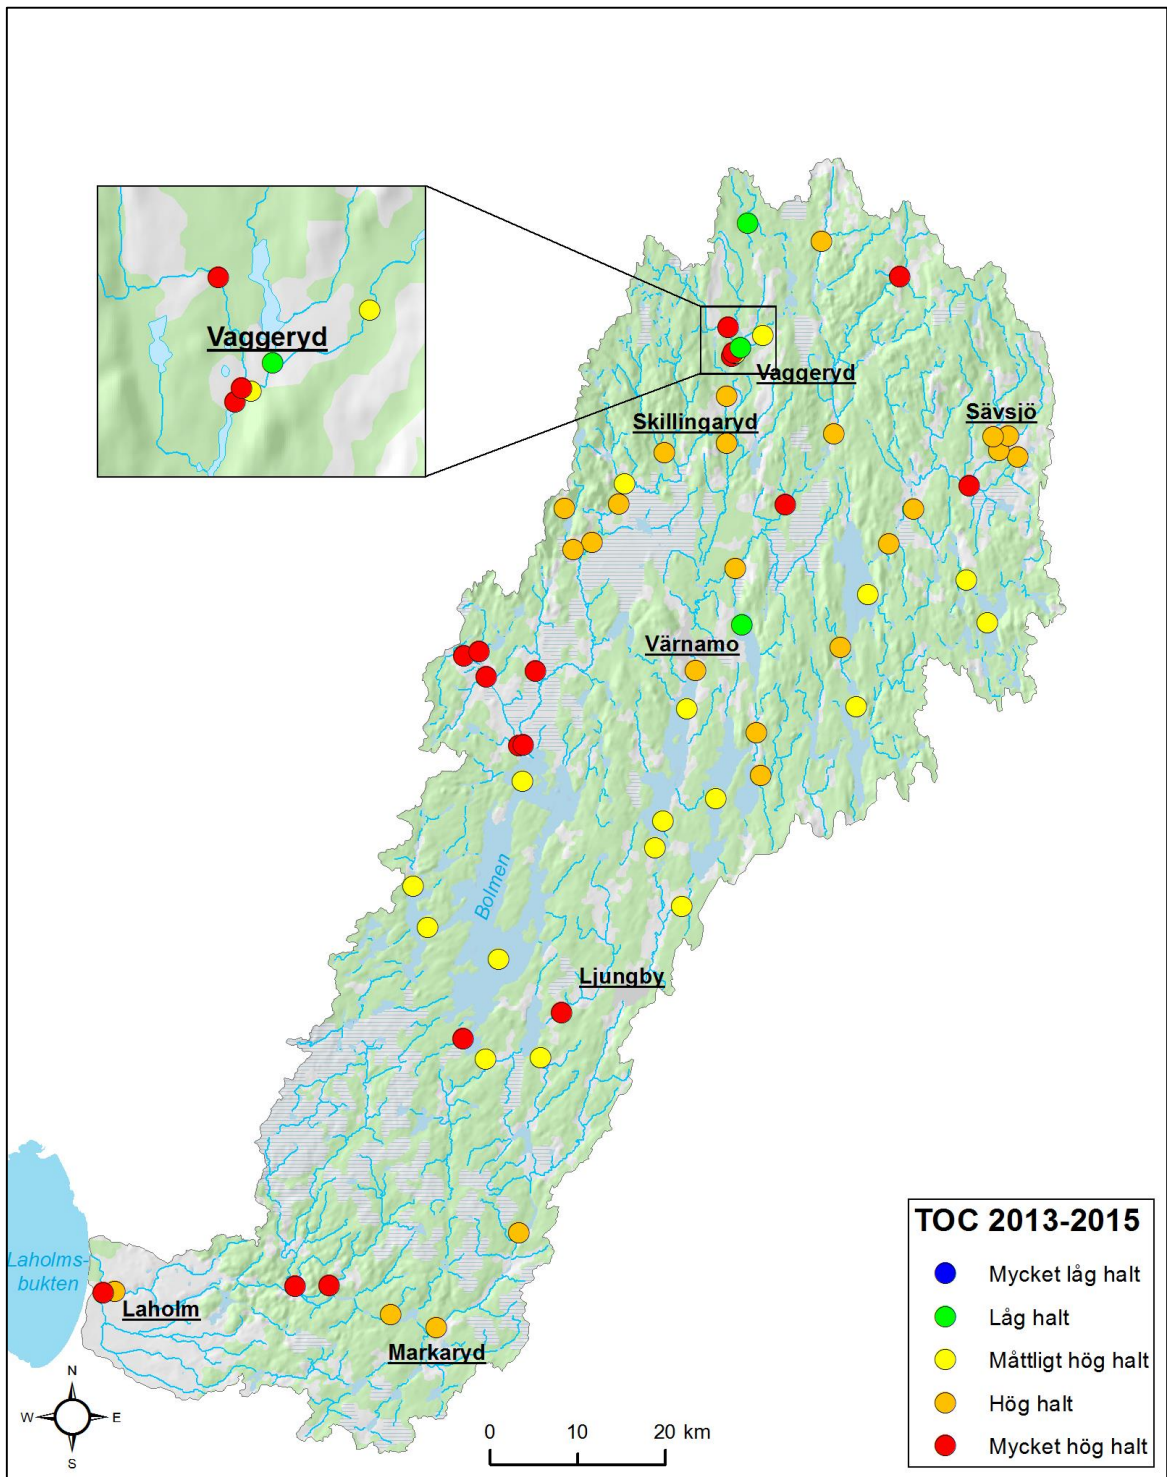 Vaggeryd
Vaggeryd
Skillingaryd
Sävsjö
Värnamo
Bolmen
Ljungby
Laholms-
bukten
Laholm
Markaryd
N
W
E
S
0
10
20 km
TOC 2013-2015
Mycket låg halt
Låg halt
Måttligt hög halt
Hög halt
Mycket hög halt